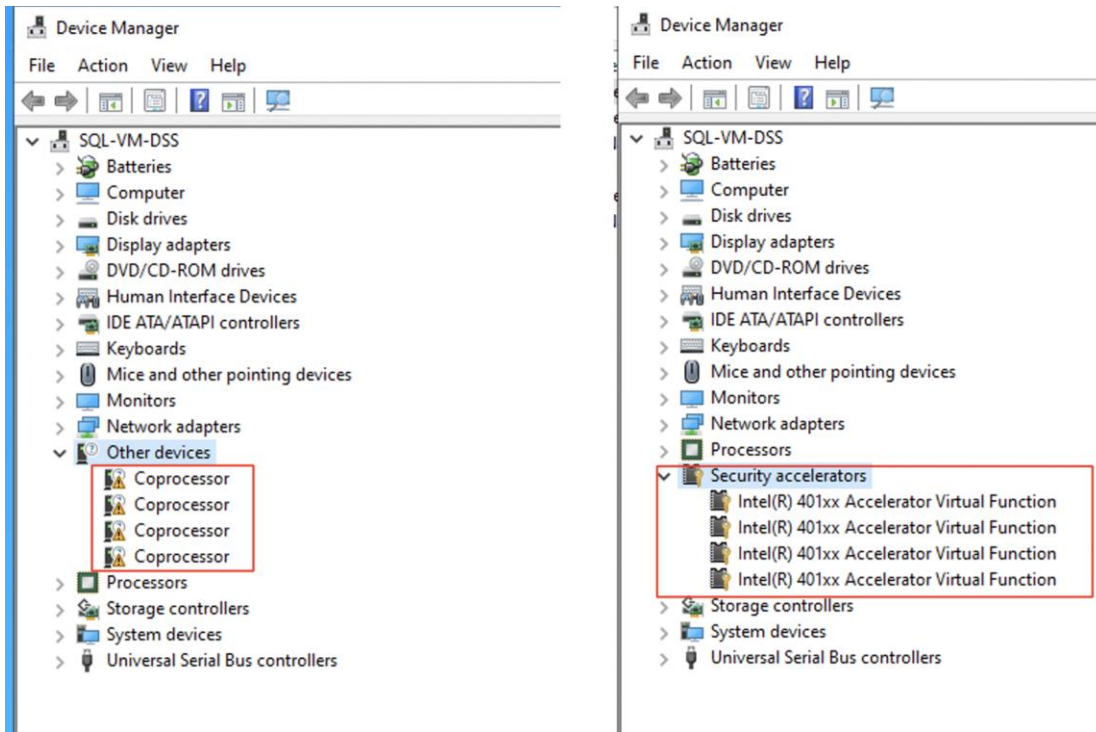 Device Manager
File Action View Help
SQL-VM-DSS
Batteries
Computer
Disk drives
Display adapters
DVD/CD-ROM drives
Human Interface Devices
IDE ATA/ATAPI controllers
Keyboards
Mice and other pointing devices
Monitors
Network adapters
Other devices
Coprocessor
Coprocessor
Coprocessor
Coprocessor
Processors
Storage controllers
System devices
Universal Serial Bus controllers
Device Manager
File Action View Help
SQL-VM-DSS
Batteries
Computer
Disk drives
Display adapters
DVD/CD-ROM drives
Human Interface Devices
IDE ATA/ATAPI controllers
Keyboards
Mice and other pointing devices
Monitors
Network adapters
Processors
Security accelerators
Intel(R) 401xx Accelerator Virtual Function
Intel(R) 401xx Accelerator Virtual Function
Intel(R) 401xx Accelerator Virtual Function
Intel(R) 401xx Accelerator Virtual Function
Storage controllers
System devices
Universal Serial Bus controllers